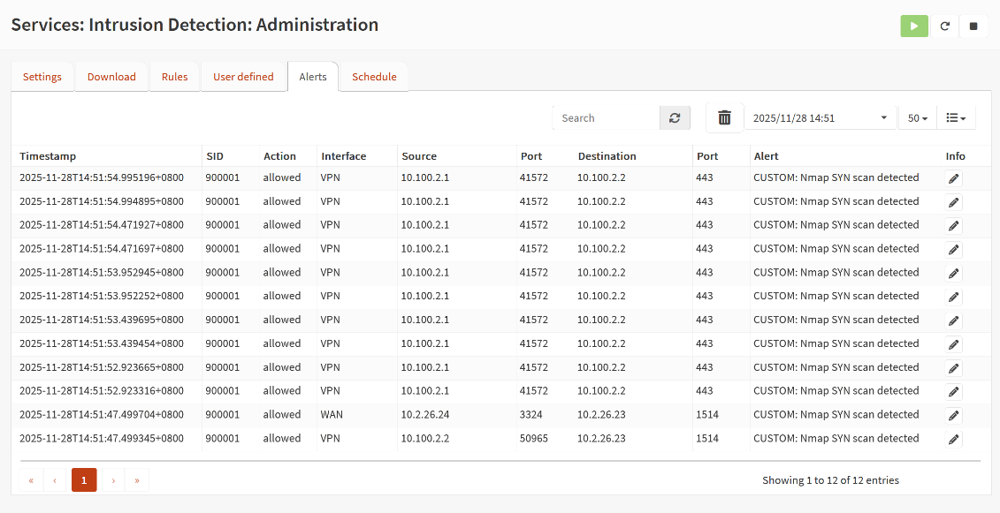 Services: Intrusion Detection: Administration
Settings Download Rules User defined Alerts Schedule
Search 2025/11/28 14:51 50
Timestamp SID Action Interface Source Port Destination Port Alert Info
2025-11-28T14:51:54.995196+0800 900001 allowed VPN 10.100.2.1 41572 10.100.2.2 443 CUSTOM: Nmap SYN scan detected
2025-11-28T14:51:54.994895+0800 900001 allowed VPN 10.100.2.1 41572 10.100.2.2 443 CUSTOM: Nmap SYN scan detected
2025-11-28T14:51:54.471927+0800 900001 allowed VPN 10.100.2.1 41572 10.100.2.2 443 CUSTOM: Nmap SYN scan detected
2025-11-28T14:51:54.471697+0800 900001 allowed VPN 10.100.2.1 41572 10.100.2.2 443 CUSTOM: Nmap SYN scan detected
2025-11-28T14:51:53.952945+0800 900001 allowed VPN 10.100.2.1 41572 10.100.2.2 443 CUSTOM: Nmap SYN scan detected
2025-11-28T14:51:53.952252+0800 900001 allowed VPN 10.100.2.1 41572 10.100.2.2 443 CUSTOM: Nmap SYN scan detected
2025-11-28T14:51:53.439695+0800 900001 allowed VPN 10.100.2.1 41572 10.100.2.2 443 CUSTOM: Nmap SYN scan detected
2025-11-28T14:51:53.439454+0800 900001 allowed VPN 10.100.2.1 41572 10.100.2.2 443 CUSTOM: Nmap SYN scan detected
2025-11-28T14:51:52.923665+0800 900001 allowed VPN 10.100.2.1 41572 10.100.2.2 443 CUSTOM: Nmap SYN scan detected
2025-11-28T14:51:52.923316+0800 900001 allowed VPN 10.100.2.1 41572 10.100.2.2 443 CUSTOM: Nmap SYN scan detected
2025-11-28T14:51:47.499704+0800 900001 allowed WAN 10.2.26.24 3324 10.2.26.23 1514 CUSTOM: Nmap SYN scan detected
2025-11-28T14:51:47.499345+0800 900001 allowed VPN 10.100.2.2 50965 10.2.26.23 1514 CUSTOM: Nmap SYN scan detected
« ‹ 1 › » Showing 1 to 12 of 12 entries